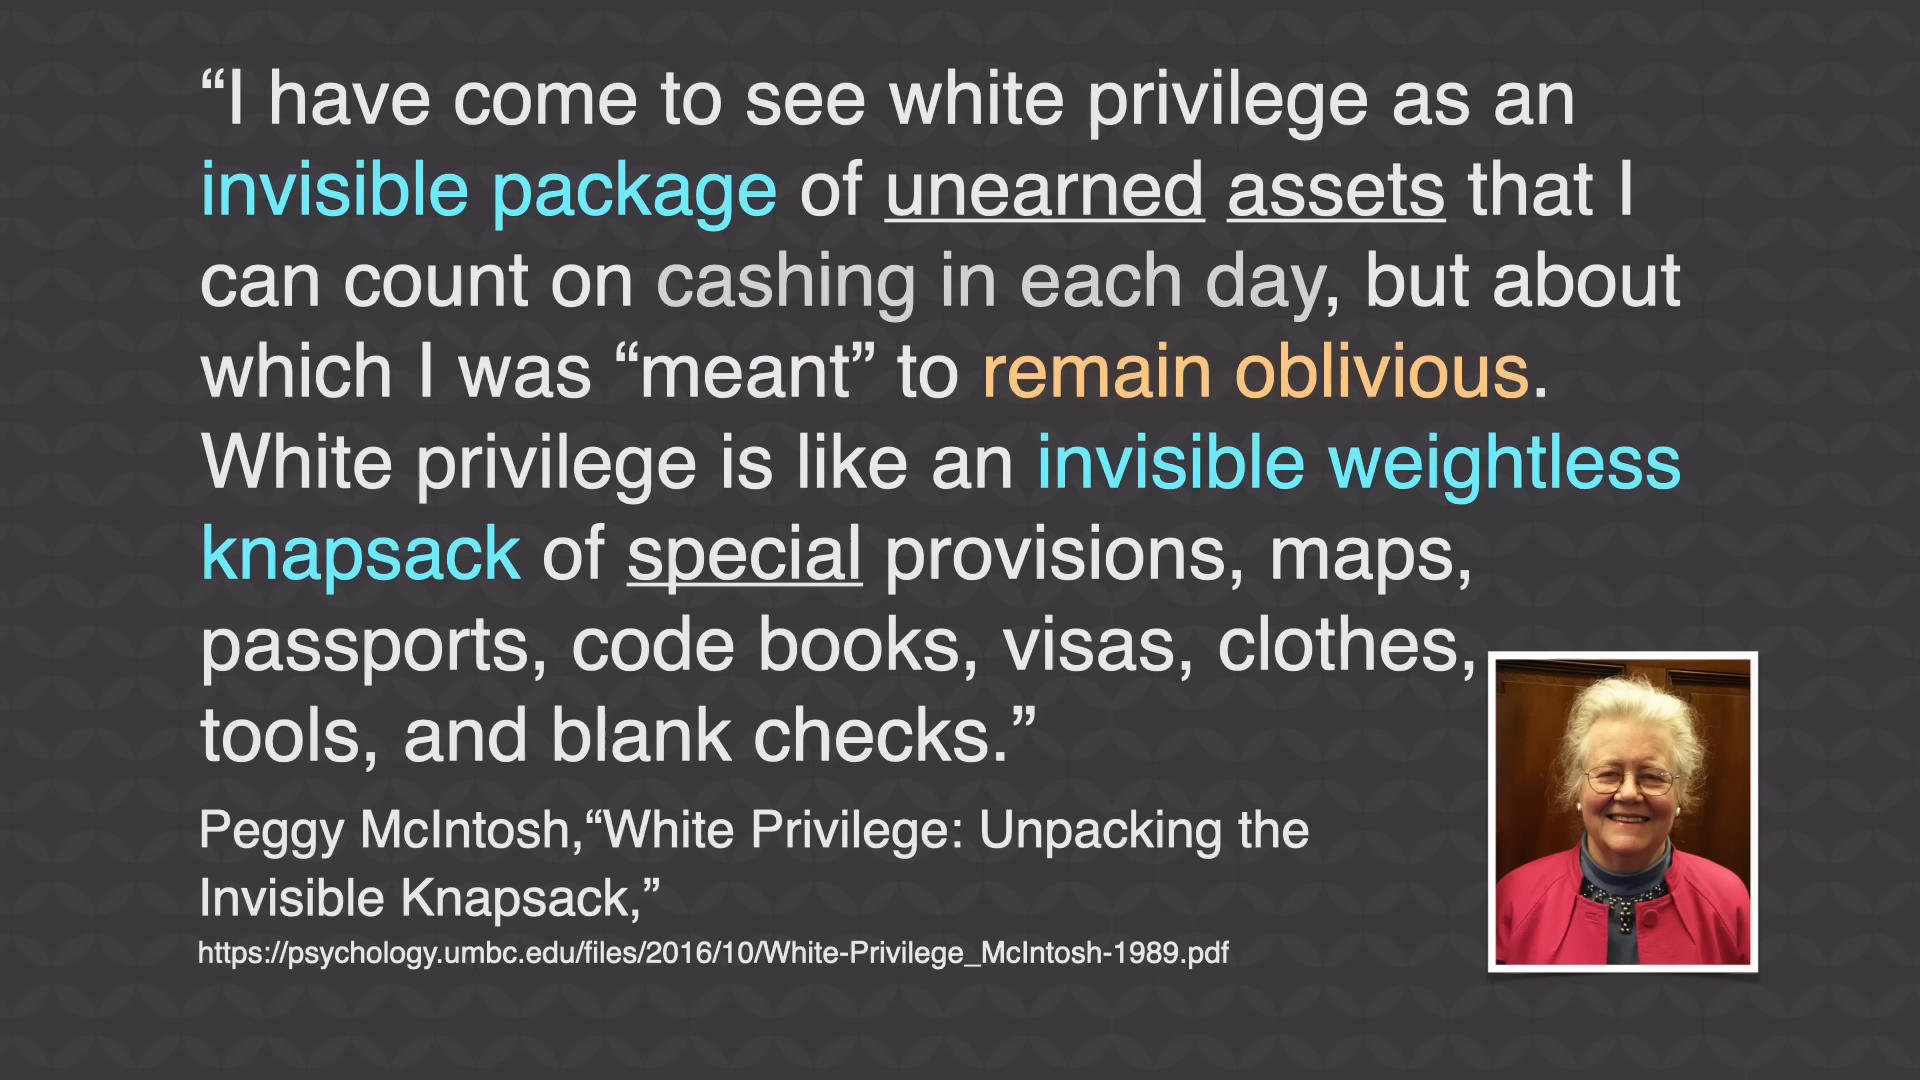 “I have come to see white privilege as an
invisible package of unearned assets that I
can count on cashing in each day, but about
which I was “meant” to remain oblivious.
White privilege is like an invisible weightless
knapsack of special provisions, maps,
passports, code books, visas, clothes,
tools, and blank checks.”
Peggy McIntosh,“White Privilege: Unpacking the
Invisible Knapsack,”
https://psychology.umbc.edu/files/2016/10/White-Privilege_McIntosh-1989.pdf